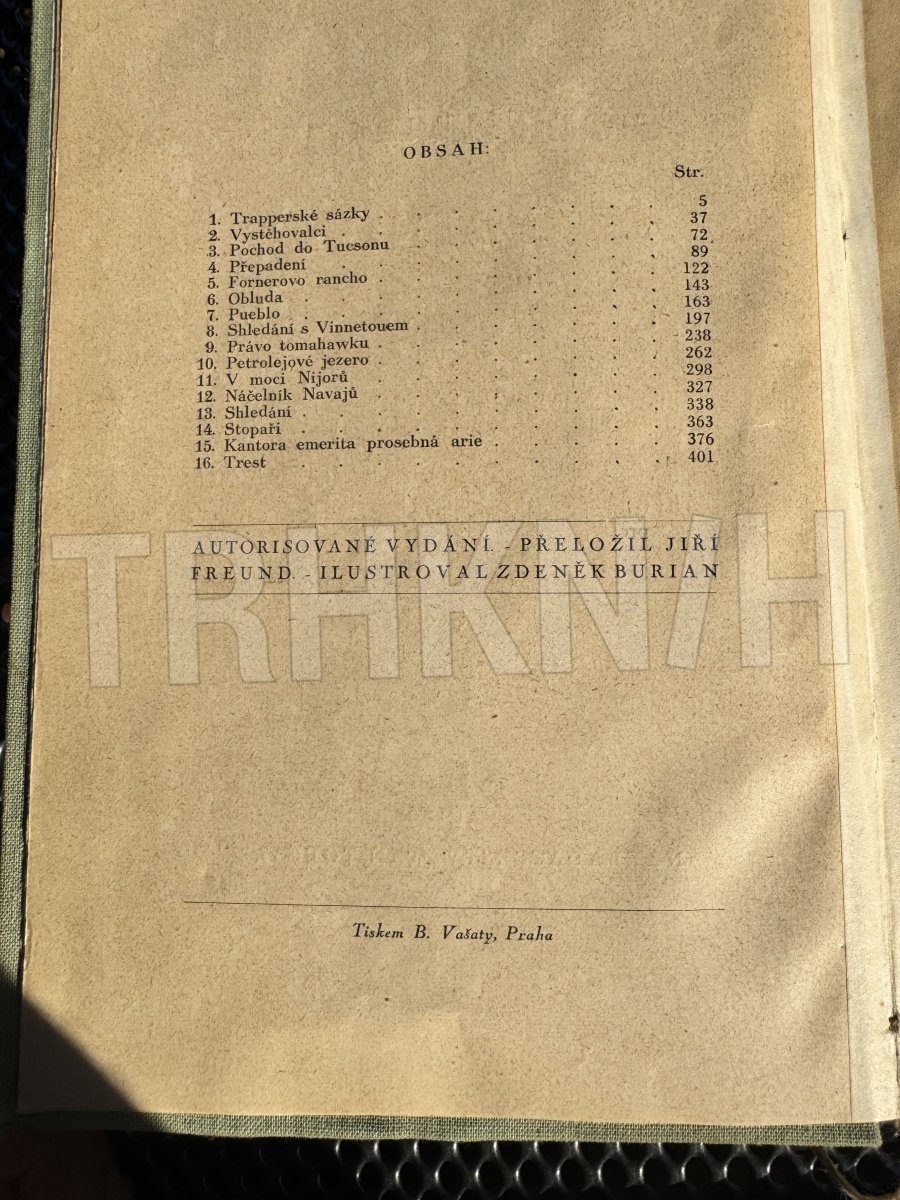 OBSAH:
Str.
1. Trapperské sázky . . . . . . . . 5
2. Vystěhovalci . . . . . . . . . 37
3. Pochod do Tucsonu . . . . . . . 72
4. Přepadení . . . . . . . . . 89
5. Fornerovo rancho . . . . . . . . 122
6. Obluda . . . . . . . . . . 143
7. Pueblo . . . . . . . . . . 163
8. Shledání s Vinnetouem . . . . . . . 197
9. Právo tomahawku . . . . . . . . 238
10. Petrolejové jezero . . . . . . . . 262
11. V moci Nijorů . . . . . . . . 298
12. Náčelník Navajů . . . . . . . . 327
13. Shledání . . . . . . . . . . 338
14. Stopaři . . . . . . . . . . 363
15. Kantora emerita prosebná arie . . . . . 376
16. Trest . . . . . . . . . . 401
AUTORISOVANÉ VYDÁNÍ. - PŘELOŽIL JIŘÍ
FREUND. - ILUSTROVAL ZDENĚK BURIAN
TRHKNIH
Tiskem B. Vašaty, Praha